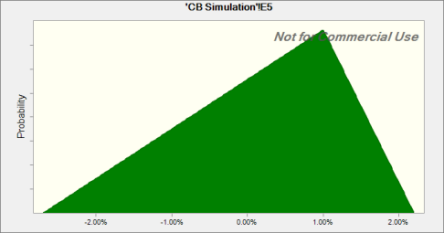 'CB Simulation'!E5
Not for Commercial Use
Probability
-2.00% -1.00% 0.00% 1.00% 2.00%